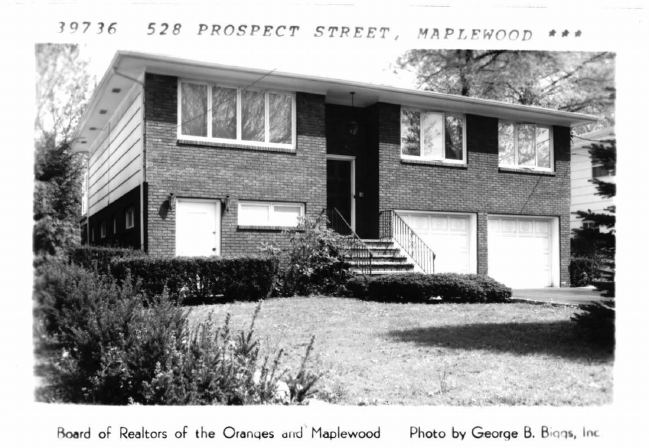 39736 528 PROSPECT STREET, MAPLEWOOD ***
Board of Realtors of the Oranges and Maplewood Photo by George B. Biggs, Inc.